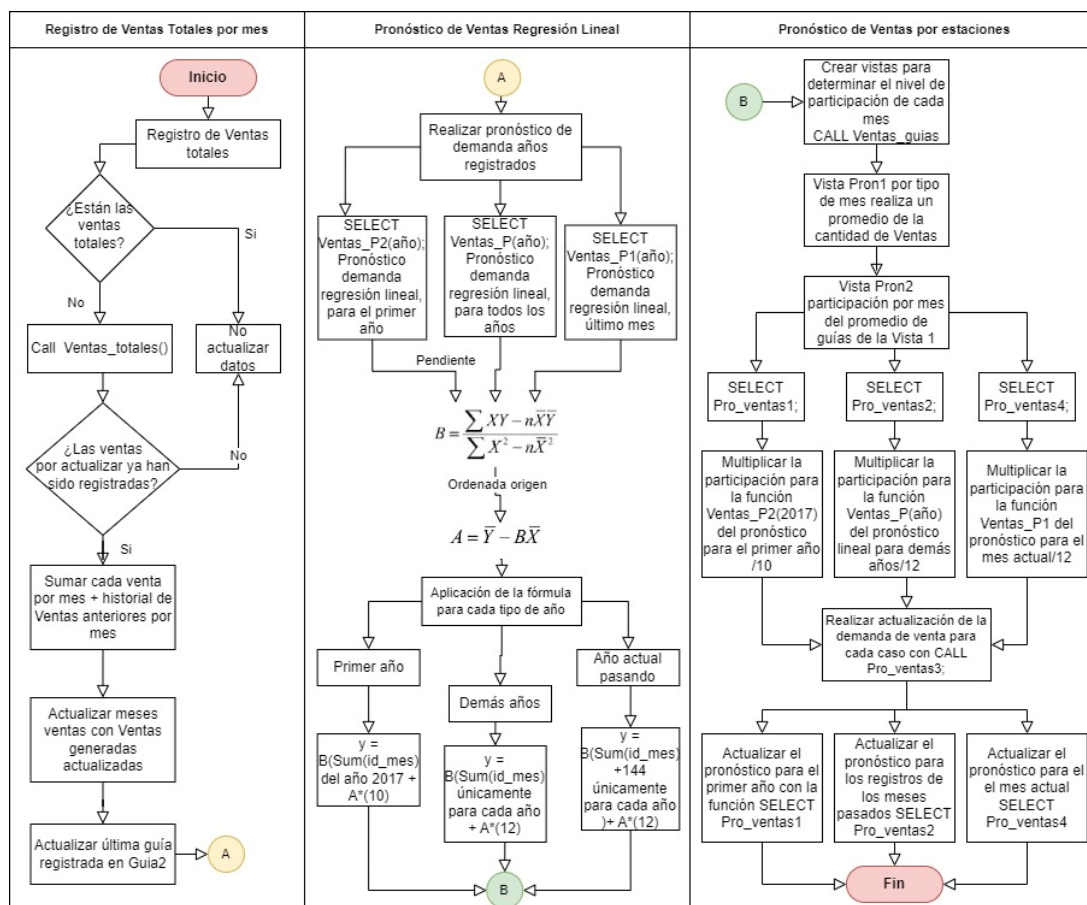 Registro de Ventas Totales por mes
Inicio
Registro de Ventas
totales
¿Están las
ventas
totales?
Si
No
Call Ventas_totales()
No
actualizar
datos
¿Las ventas
por actualizar ya han
sido registradas?
No
Si
Sumar cada venta
por mes + historial de
Ventas anteriores por
mes
Actualizar meses
ventas con Ventas
generadas
actualizadas
Actualizar última guía
registrada en Guia2
A
Pronóstico de Ventas Regresión Lineal
A
Realizar pronóstico de
demanda años
registrados
SELECT
Ventas_P2(año);
Pronóstico
demanda
regresión lineal,
para el primer
año
SELECT
Ventas_P(año);
Pronóstico
demanda
regresión lineal,
para todos los
años
SELECT
Ventas_P1(año);
Pronóstico
demanda
regresión lineal,
último mes
Pendiente
B = (∑ XY − nX̅Y̅) / (∑ X² − nX̅²)
Ordenada origen
A = Y̅ − BX̅
Aplicación de la fórmula
para cada tipo de año
Primer año
Demás años
Año actual
pasando
y =
B(Sum(id_mes)
del año 2017 +
A*(10)
y =
B(Sum(id_mes)
únicamente
para cada año
+ A*(12)
y =
B(Sum(id_mes)
+144
únicamente
para cada año
)+ A*(12)
B
Pronóstico de Ventas por estaciones
B
Crear vistas para
determinar el nivel de
participación de cada
mes
CALL Ventas_guias
Vista Pron1 por tipo
de mes realiza un
promedio de la
cantidad de Ventas
Vista Pron2
participación por mes
del promedio de
guías de la Vista 1
SELECT
Pro_ventas1;
SELECT
Pro_ventas2;
SELECT
Pro_ventas4;
Multiplicar la
participación para
la función
Ventas_P2(2017)
del pronóstico
para el primer año
/10
Multiplicar la
participación para
la función
Ventas_P(año)
del pronóstico
lineal para demás
años/12
Multiplicar la
participación para
la función
Ventas_P1 del
pronóstico para el
mes actual/12
Realizar actualización de la
demanda de venta para
cada caso con CALL
Pro_ventas3;
Actualizar el
pronóstico para el
primer año con la
función SELECT
Pro_ventas1
Actualizar el
pronóstico para
los registros de
los meses
pasados SELECT
Pro_ventas2
Actualizar el
pronóstico para el
el mes actual
SELECT
Pro_ventas4
Fin